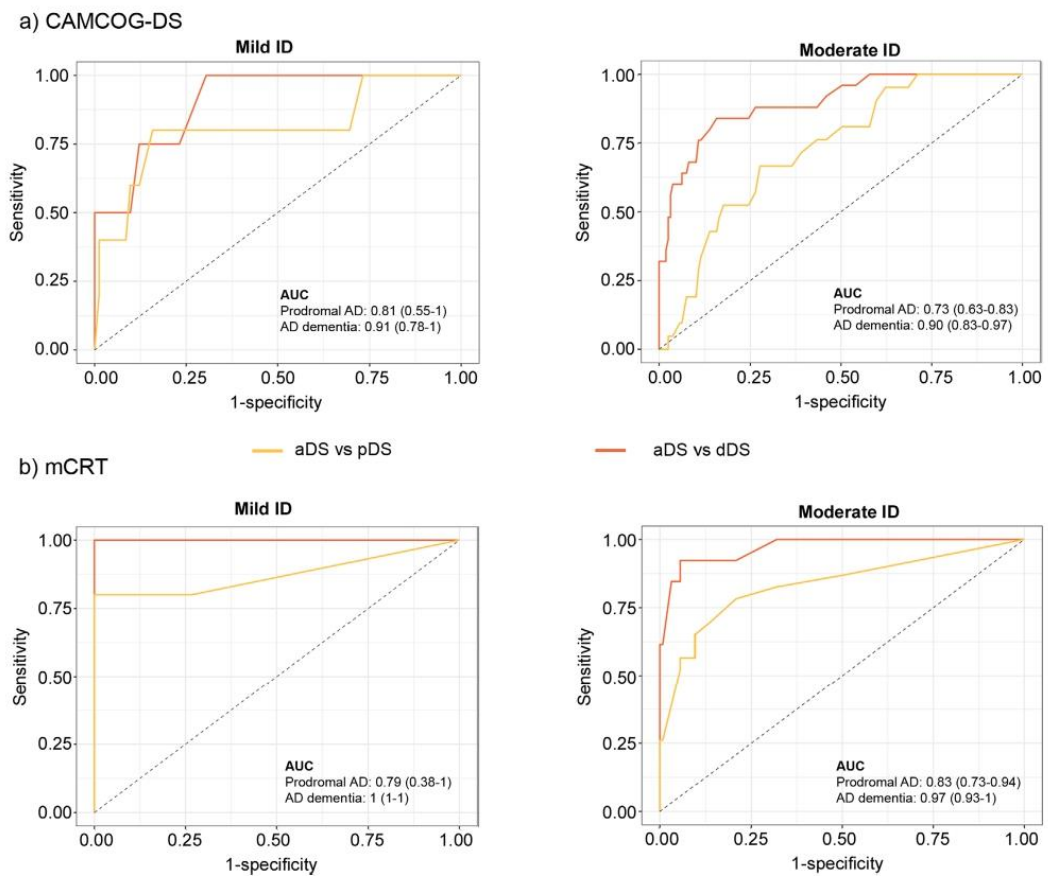 a) CAMCOG-DS
Mild ID
1.00
0.75
0.50
0.25
0.00
Sensitivity
AUC
Prodromal AD: 0.81 (0.55-1)
AD dementia: 0.91 (0.78-1)
0.00 0.25 0.50 0.75 1.00
1-specificity
Moderate ID
1.00
0.75
0.50
0.25
0.00
Sensitivity
AUC
Prodromal AD: 0.73 (0.63-0.83)
AD dementia: 0.90 (0.83-0.97)
0.00 0.25 0.50 0.75 1.00
1-specificity
aDS vs pDS
aDS vs dDS
b) mCRT
Mild ID
1.00
0.75
0.50
0.25
0.00
Sensitivity
AUC
Prodromal AD: 0.79 (0.38-1)
AD dementia: 1 (1-1)
0.00 0.25 0.50 0.75 1.00
1-specificity
Moderate ID
1.00
0.75
0.50
0.25
0.00
Sensitivity
AUC
Prodromal AD: 0.83 (0.73-0.94)
AD dementia: 0.97 (0.93-1)
0.00 0.25 0.50 0.75 1.00
1-specificity